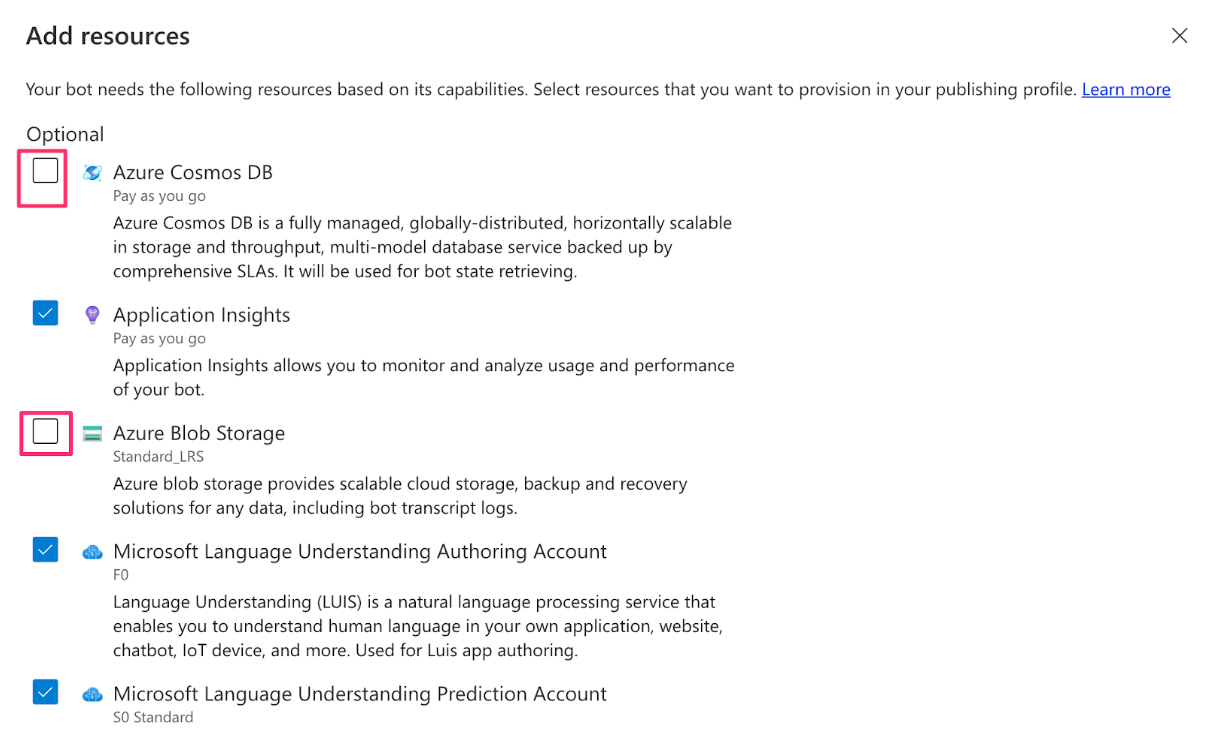 Add resources
Your bot needs the following resources based on its capabilities. Select resources that you want to provision in your publishing profile. Learn more
Optional
Azure Cosmos DB
Pay as you go
Azure Cosmos DB is a fully managed, globally-distributed, horizontally scalable
in storage and throughput, multi-model database service backed up by
comprehensive SLAs. It will be used for bot state retrieving.
Application Insights
Pay as you go
Application Insights allows you to monitor and analyze usage and performance
of your bot.
Azure Blob Storage
Standard_LRS
Azure blob storage provides scalable cloud storage, backup and recovery
solutions for any data, including bot transcript logs.
Microsoft Language Understanding Authoring Account
F0
Language Understanding (LUIS) is a natural language processing service that
enables you to understand human language in your own application, website,
chatbot, IoT device, and more. Used for Luis app authoring.
Microsoft Language Understanding Prediction Account
S0 Standard